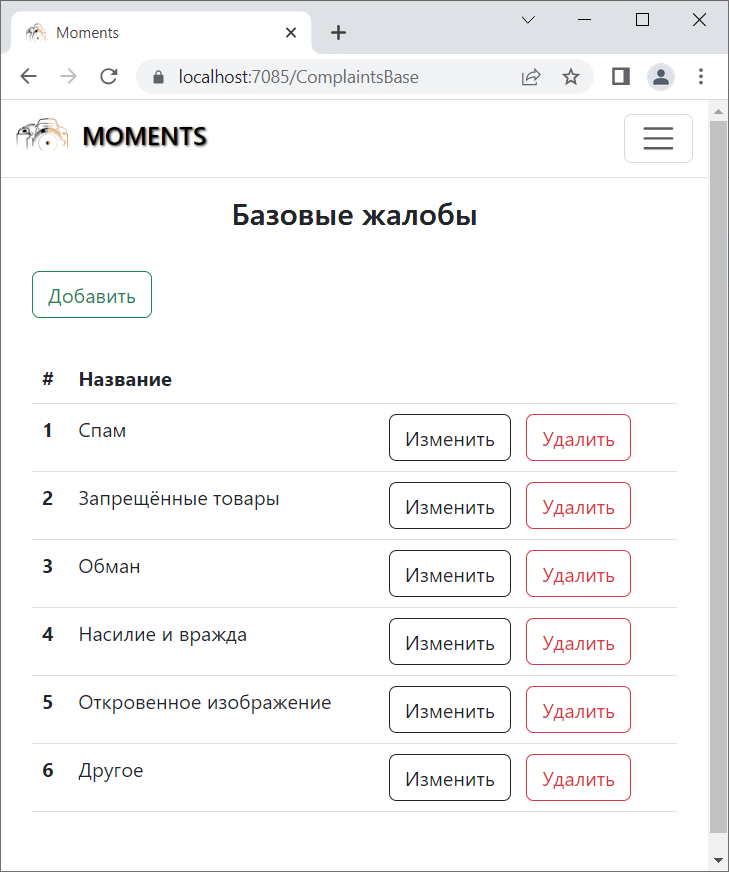 Moments
localhost:7085/ComplaintsBase
MOMENTS
Базовые жалобы
Добавить
# Название
1 Спам Изменить Удалить
2 Запрещённые товары Изменить Удалить
3 Обман Изменить Удалить
4 Насилие и вражда Изменить Удалить
5 Откровенное изображение Изменить Удалить
6 Другое Изменить Удалить